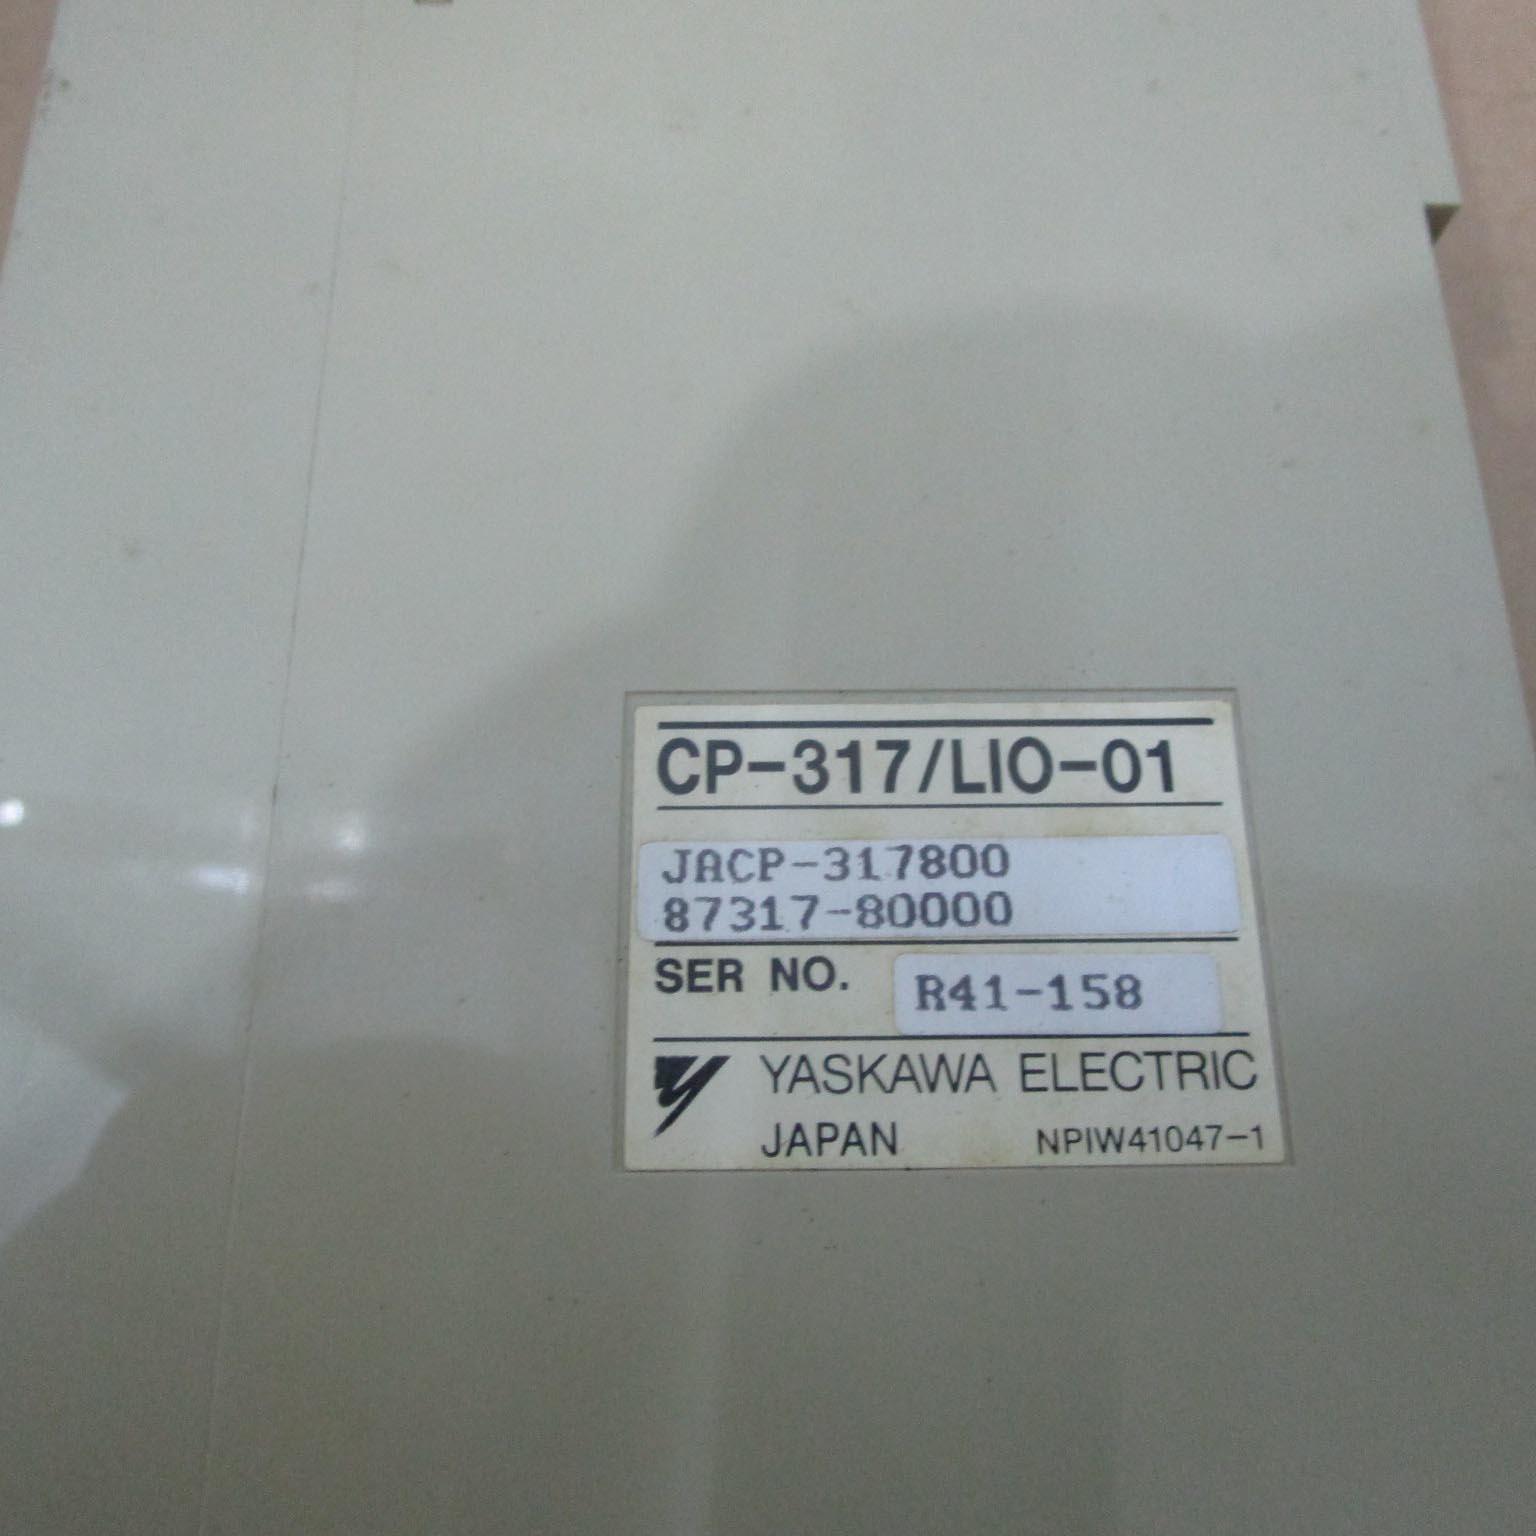 CP-317/LIO-01
JACP-317800
87317-80000
SER NO. R41-158
YASKAWA ELECTRIC
JAPAN NPIW41047-1